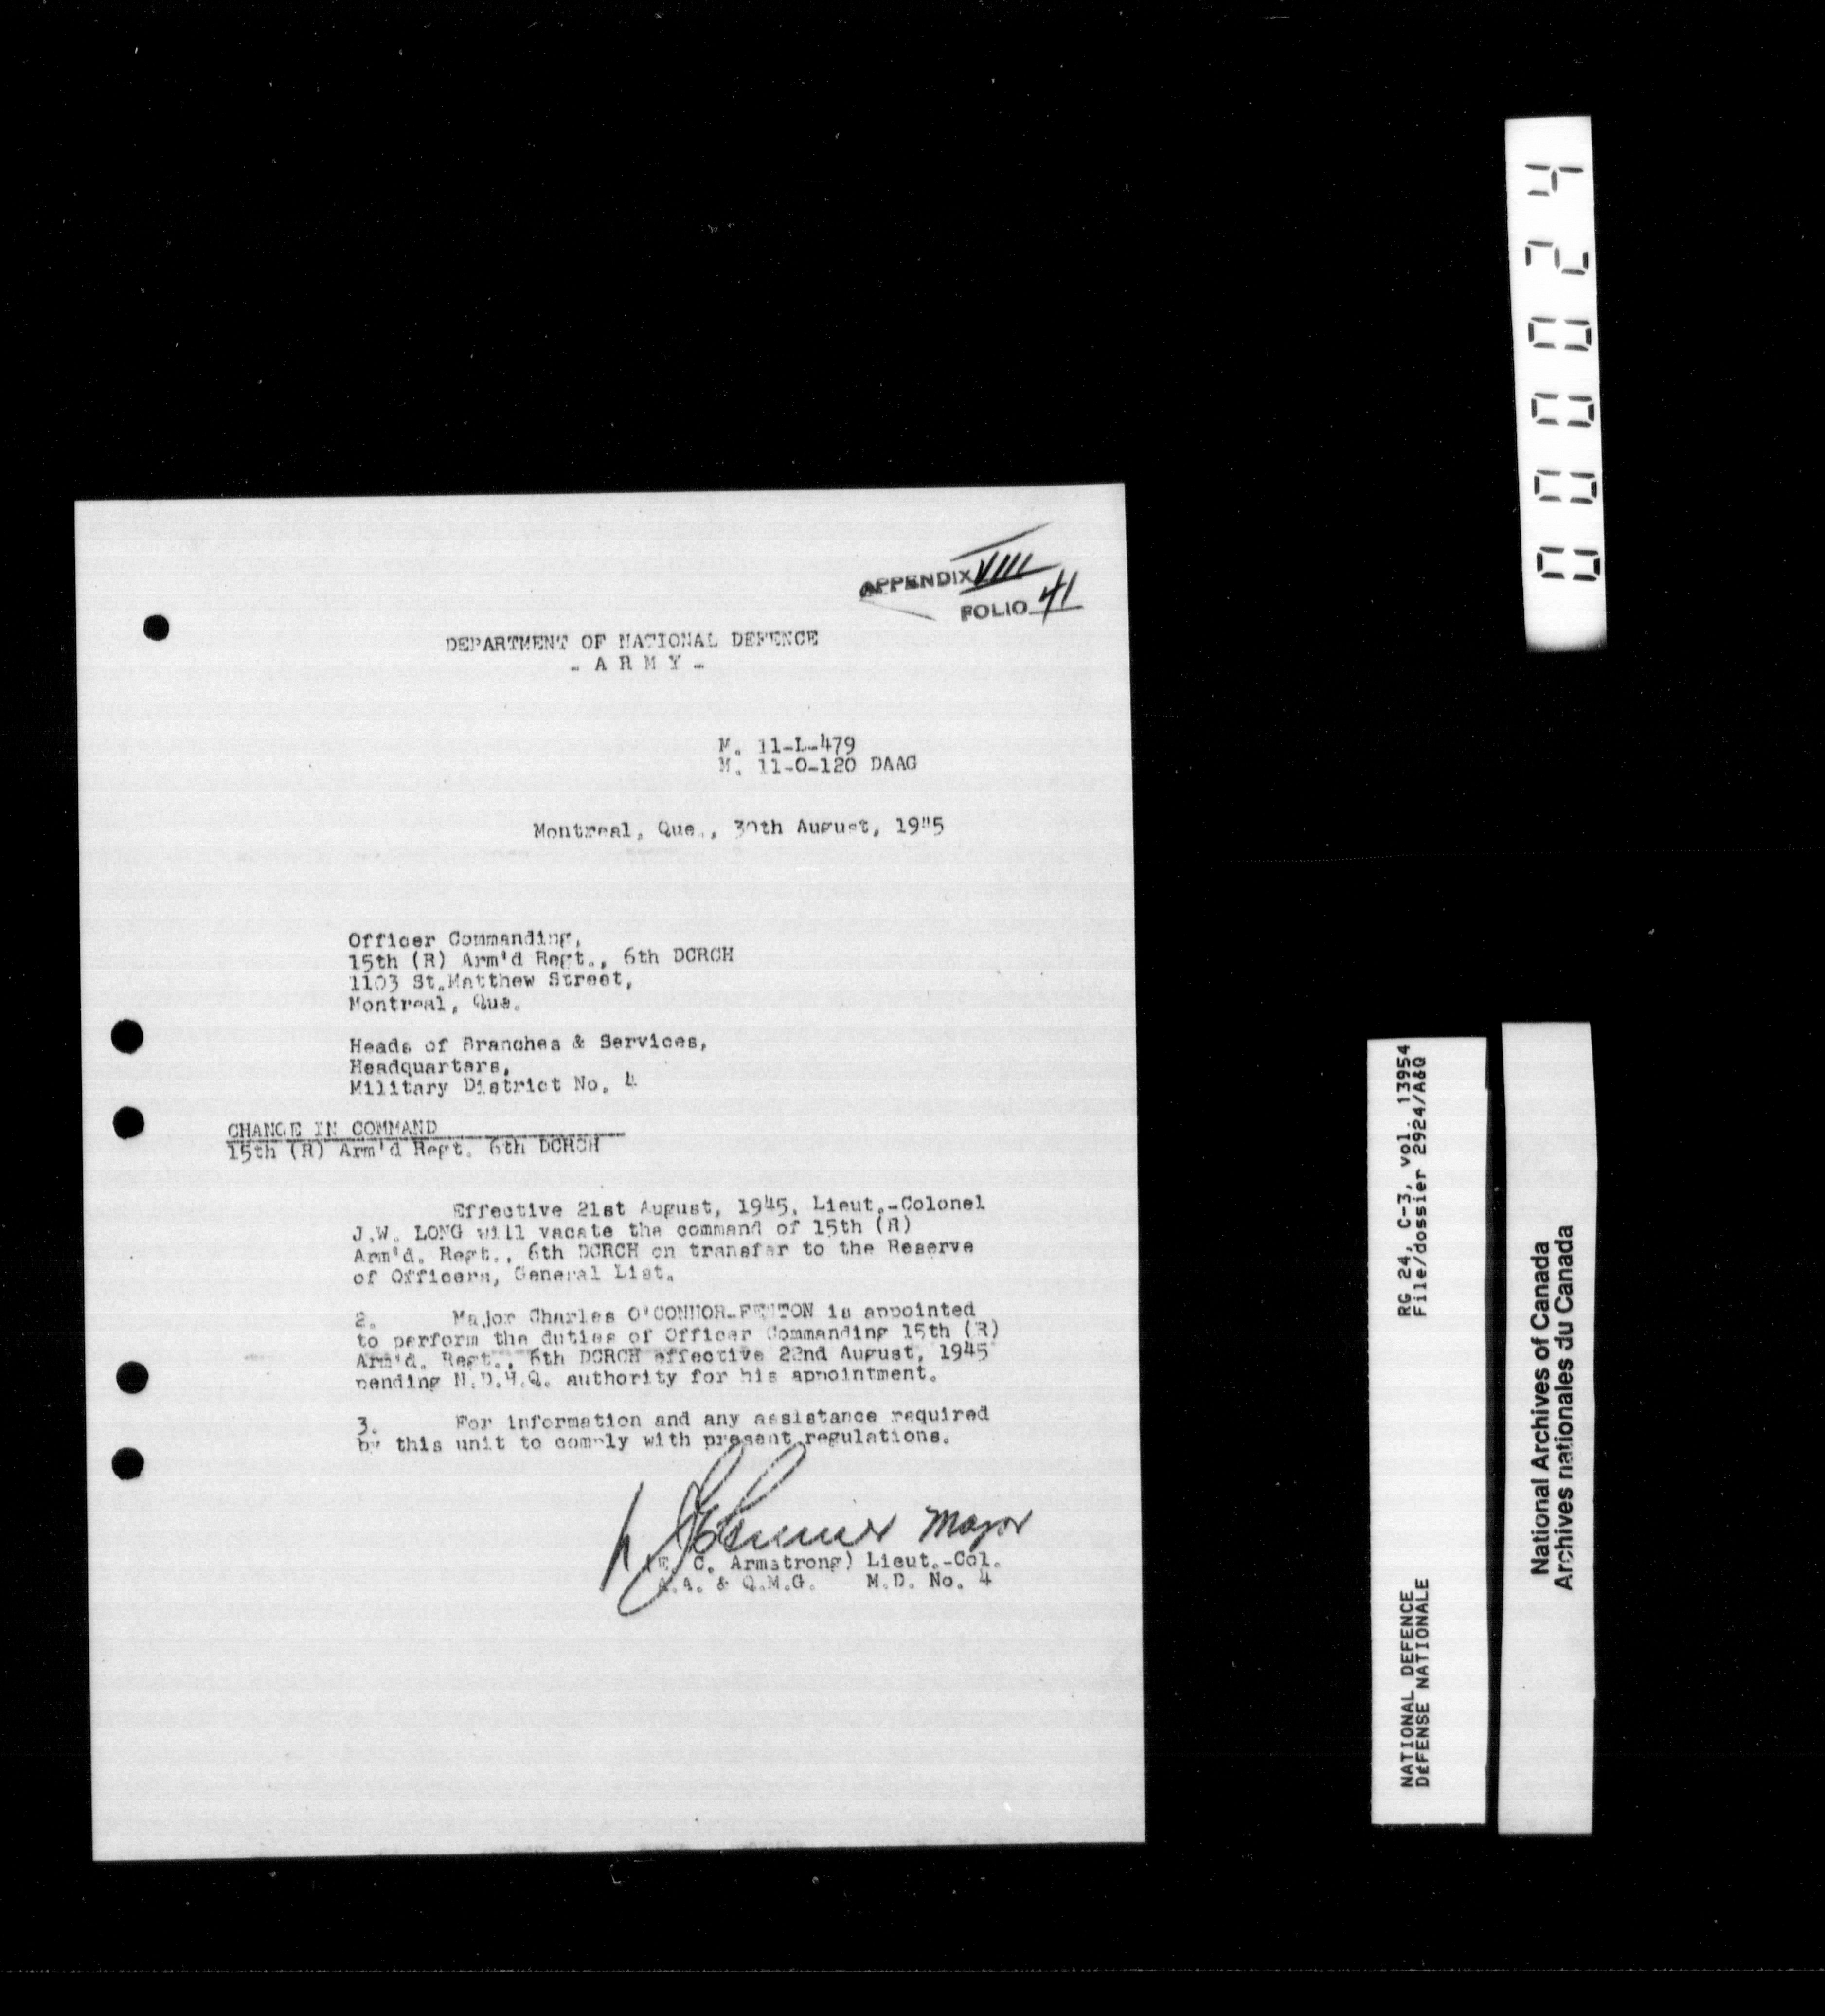 APPENDIX VIII
FOLIO 41
DEPARTMENT OF NATIONAL DEFENCE
- A R M Y -
M. 11-L-479
M. 11-O-120 DAAG
Montreal, Que., 30th August, 1945
Officer Commanding,
15th (R) Arm'd Regt., 6th DCRCH
1103 St.Matthew Street,
Montreal, Que.
Heads of Branches & Services,
Headquarters,
Military District No. 4
CHANGE IN COMMAND
15th (R) Arm'd Regt. 6th DCRCH
Effective 21st August, 1945, Lieut.-Colonel
J.W. LONG will vacate the command of 15th (R)
Arm'd. Regt., 6th DCRCH on transfer to the Reserve
of Officers, General List.
2. Major Charles O'CONNOR-FENTON is appointed
to perform the duties of Officer Commanding 15th (R)
Arm'd. Regt., 6th DCRCH effective 22nd August, 1945
pending N.D.H.Q. authority for his appointment.
3. For information and any assistance required
by this unit to comply with present regulations.
Major
(E. C. Armstrong) Lieut.-Col.
A.A. & Q.M.G. M.D. No. 4
000024
NATIONAL DEFENCE RG 24, C-3, vol. 13954
DÉFENSE NATIONALE File/dossier 2924/A&Q
National Archives of Canada
Archives nationales du Canada